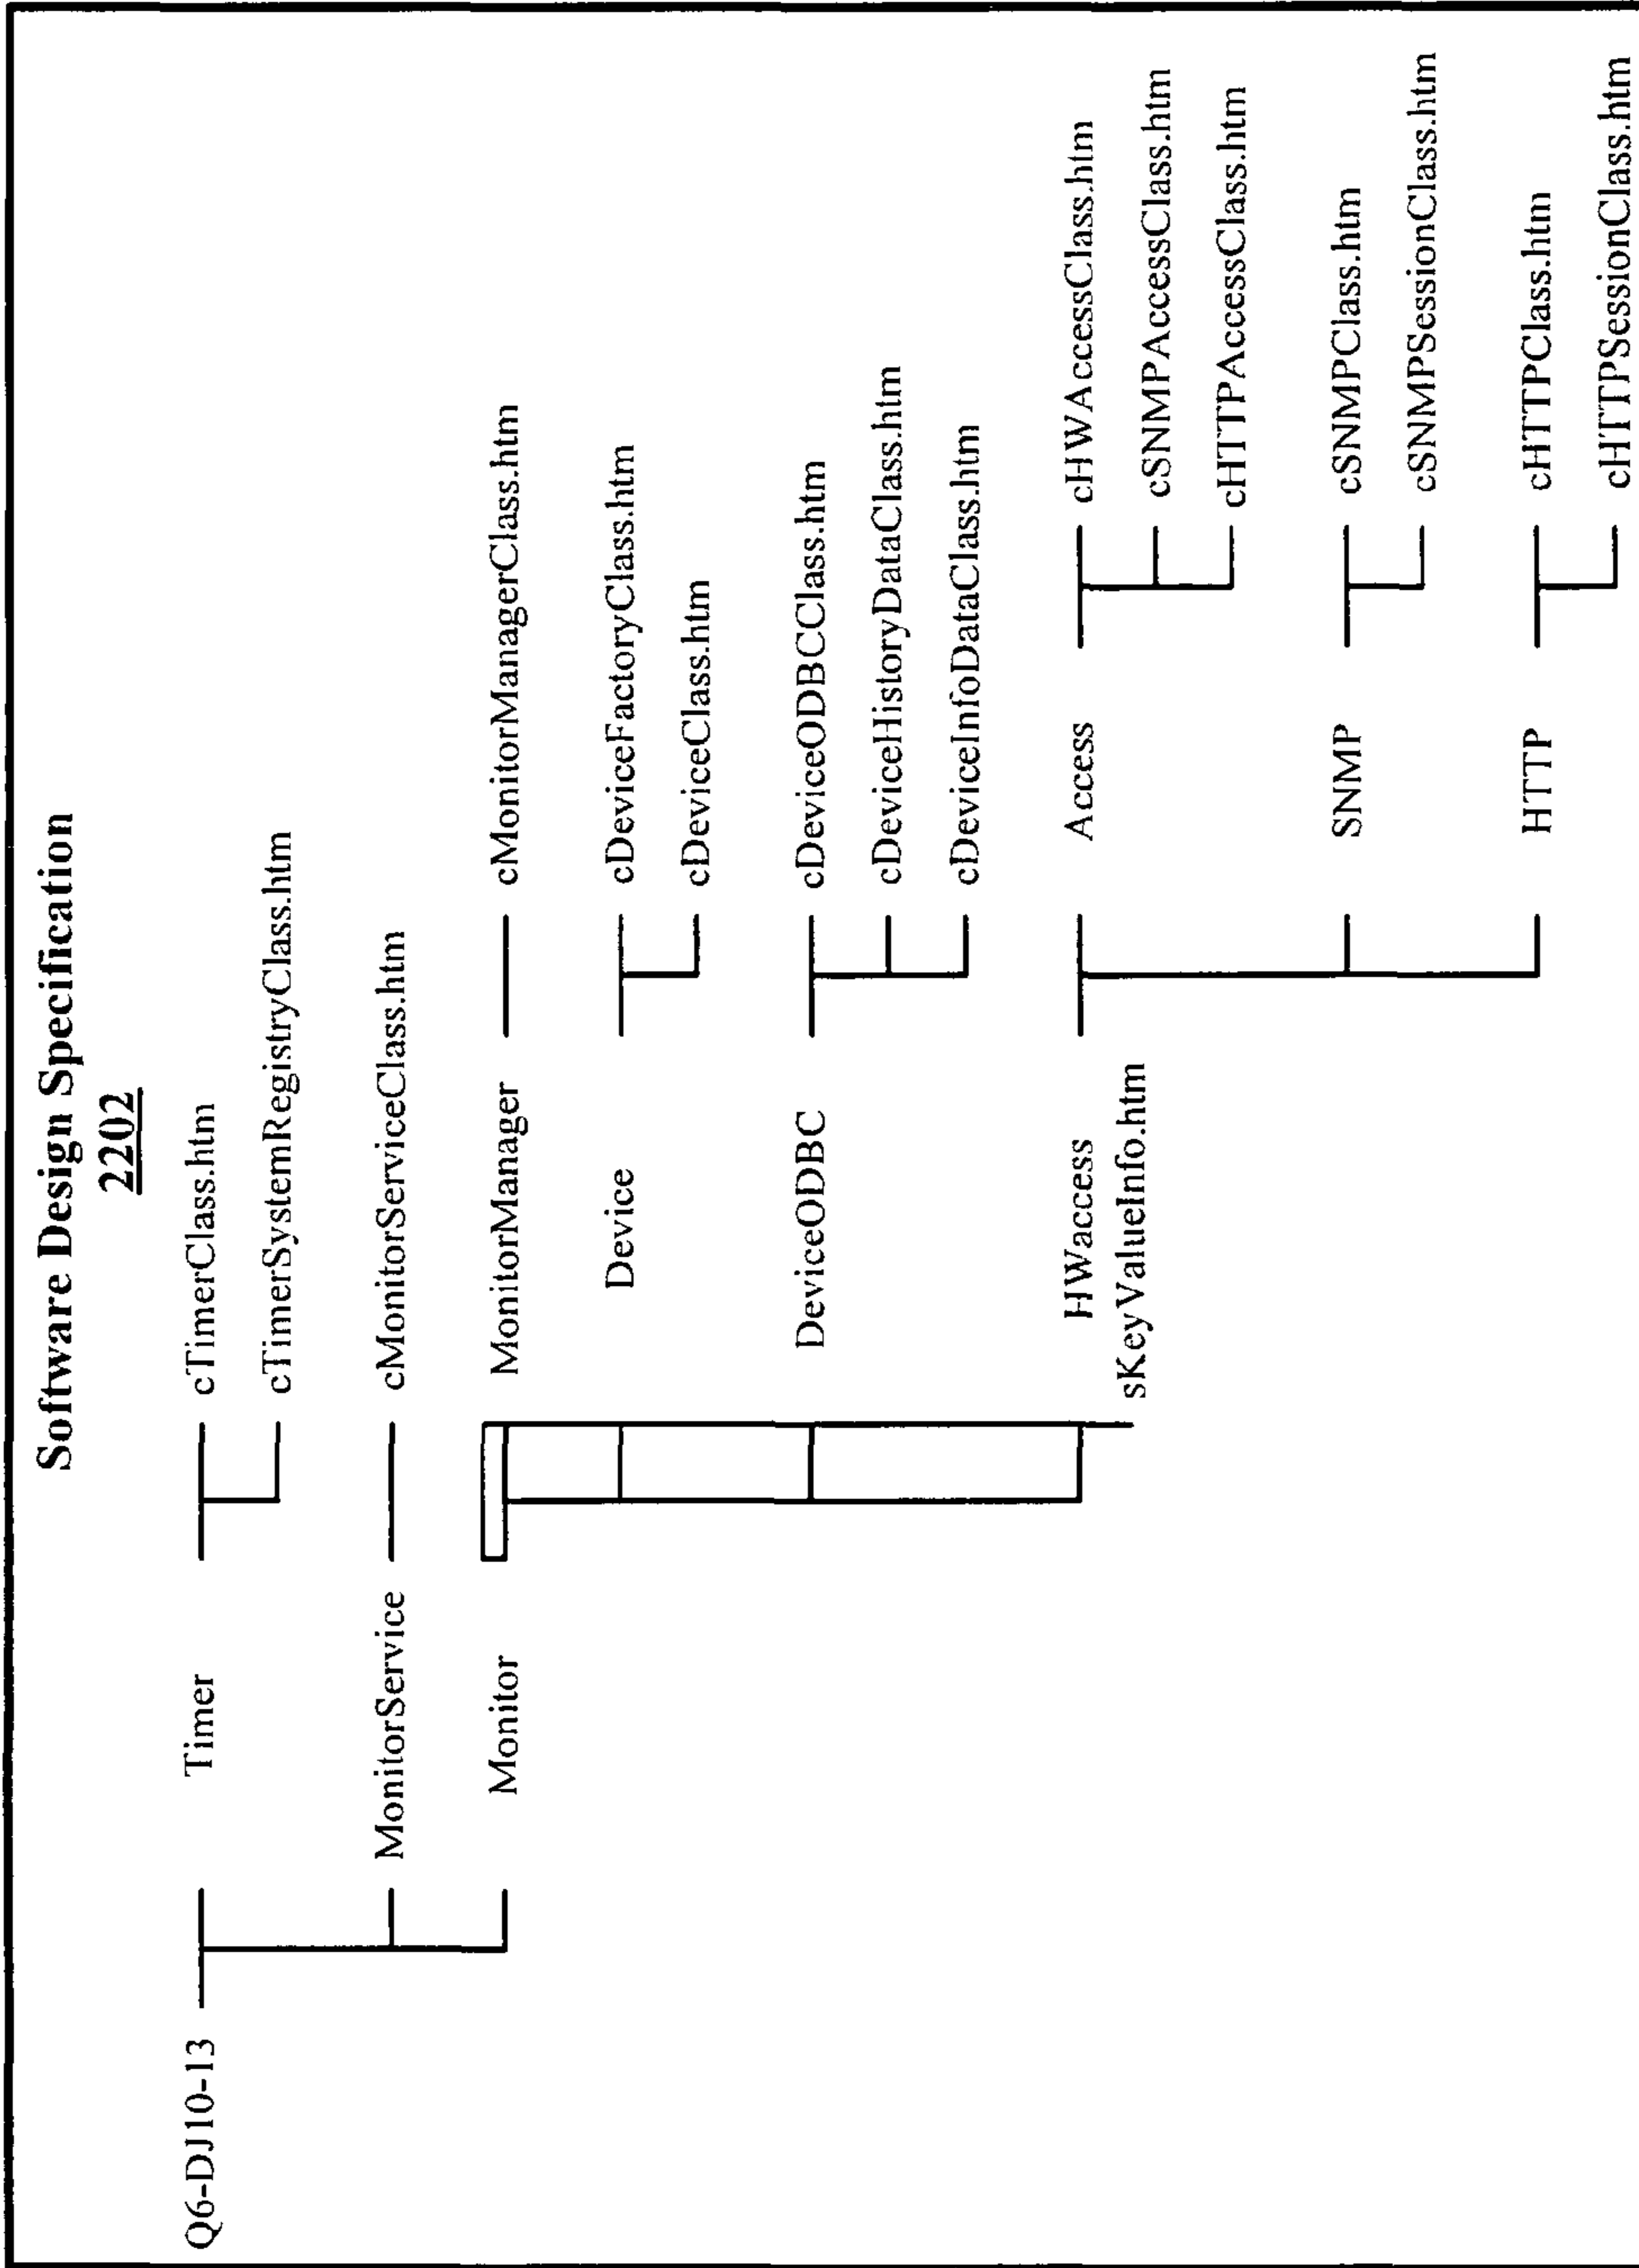 Software Design Specification
2202
Q6-DJ10-13
Timer
cTimerClass.htm
cTimerSystemRegistryClass.htm
MonitorService
cMonitorServiceClass.htm
Monitor
MonitorManager
cMonitorManagerClass.htm
Device
cDeviceFactoryClass.htm
cDeviceClass.htm
DeviceODBC
cDeviceODBCClass.htm
cDeviceHistoryDataClass.htm
cDeviceInfoDataClass.htm
HWaccess
Access
cHWAccessClass.htm
sKeyValueInfo.htm
cSNMPAccessClass.htm
cHTTPAccessClass.htm
SNMP
cSNMPClass.htm
cSNMPSessionClass.htm
HTTP
cHTTPClass.htm
cHTTPSessionClass.htm